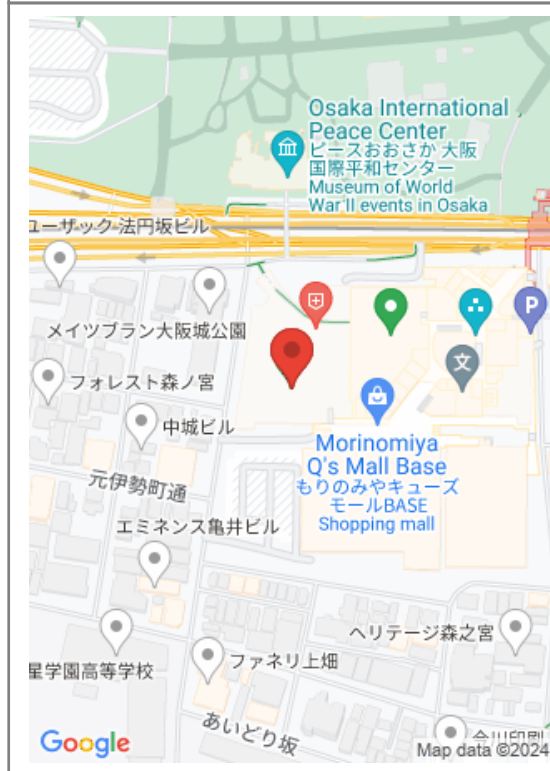 Osaka International
Peace Center
ピースおおさか 大阪
国際平和センター
Museum of World
War II events in Osaka
ユーザック 法円坂ビル
メイツブラン大阪城公園
P
文
フォレスト森ノ宮
中城ビル
Morinomiya
Q's Mall Base
もりのみやキューズ
モールBASE
Shopping mall
元伊勢町通
エミネンス亀井ビル
ヘリテージ森之宮
星学園高等学校
ファネリ上畑
あいどり坂
今川印刷
Google
Map data ©2024